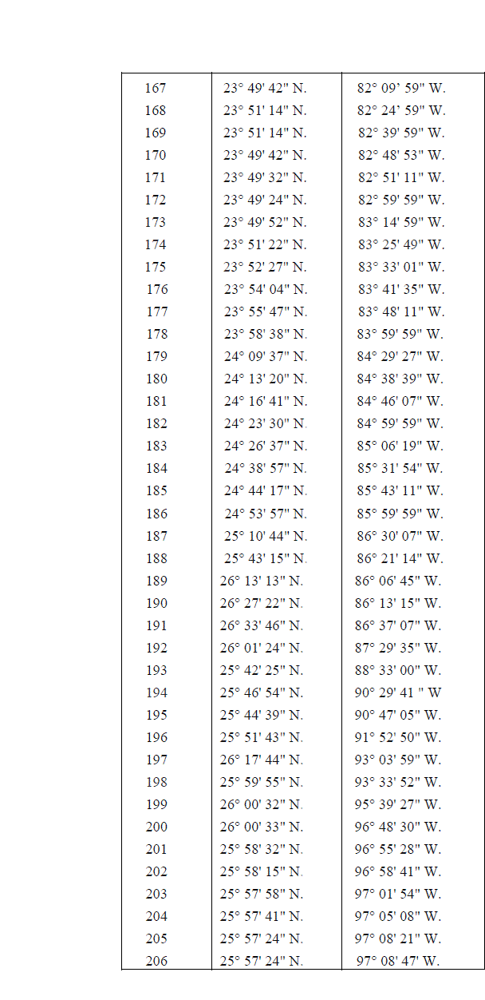 167 23° 49' 42" N. 82° 09’ 59" W.
168 23° 51' 14" N. 82° 24’ 59" W.
169 23° 51' 14" N. 82° 39' 59" W.
170 23° 49' 42" N. 82° 48' 53" W.
171 23° 49' 32" N. 82° 51' 11" W.
172 23° 49' 24" N. 82° 59' 59" W.
173 23° 49' 52" N. 83° 14' 59" W.
174 23° 51' 22" N. 83° 25' 49" W.
175 23° 52' 27" N. 83° 33' 01" W.
176 23° 54' 04" N. 83° 41' 35" W.
177 23° 55' 47" N. 83° 48' 11" W.
178 23° 58' 38" N. 83° 59' 59" W.
179 24° 09' 37" N. 84° 29' 27" W.
180 24° 13' 20" N. 84° 38' 39" W.
181 24° 16' 41" N. 84° 46' 07" W.
182 24° 23' 30" N. 84° 59' 59" W.
183 24° 26' 37" N. 85° 06' 19" W.
184 24° 38' 57" N. 85° 31' 54" W.
185 24° 44' 17" N. 85° 43' 11" W.
186 24° 53' 57" N. 85° 59' 59" W.
187 25° 10' 44" N. 86° 30' 07" W.
188 25° 43' 15" N. 86° 21' 14" W.
189 26° 13' 13" N. 86° 06' 45" W.
190 26° 27' 22" N. 86° 13' 15" W.
191 26° 33' 46" N. 86° 37' 07" W.
192 26° 01' 24" N. 87° 29' 35" W.
193 25° 42' 25" N. 88° 33' 00" W.
194 25° 46' 54" N. 90° 29' 41 " W
195 25° 44' 39" N. 90° 47' 05" W.
196 25° 51' 43" N. 91° 52' 50" W.
197 26° 17' 44" N. 93° 03' 59" W.
198 25° 59' 55" N. 93° 33' 52" W.
199 26° 00' 32" N. 95° 39' 27" W.
200 26° 00' 33" N. 96° 48' 30" W.
201 25° 58' 32" N. 96° 55' 28" W.
202 25° 58' 15" N. 96° 58' 41" W.
203 25° 57' 58" N. 97° 01' 54" W.
204 25° 57' 41" N. 97° 05' 08" W.
205 25° 57' 24" N. 97° 08' 21" W.
206 25° 57' 24" N. 97° 08' 47' W.